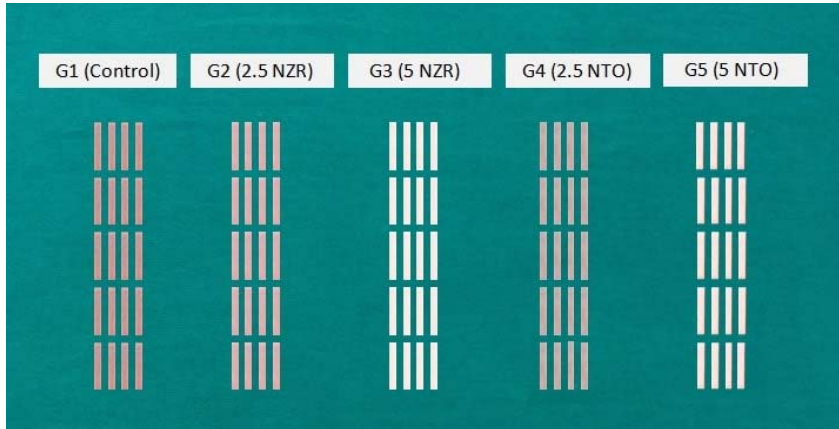 G1 (Control)
G2 (2.5 NZR)
G3 (5 NZR)
G4 (2.5 NTO)
G5 (5 NTO)